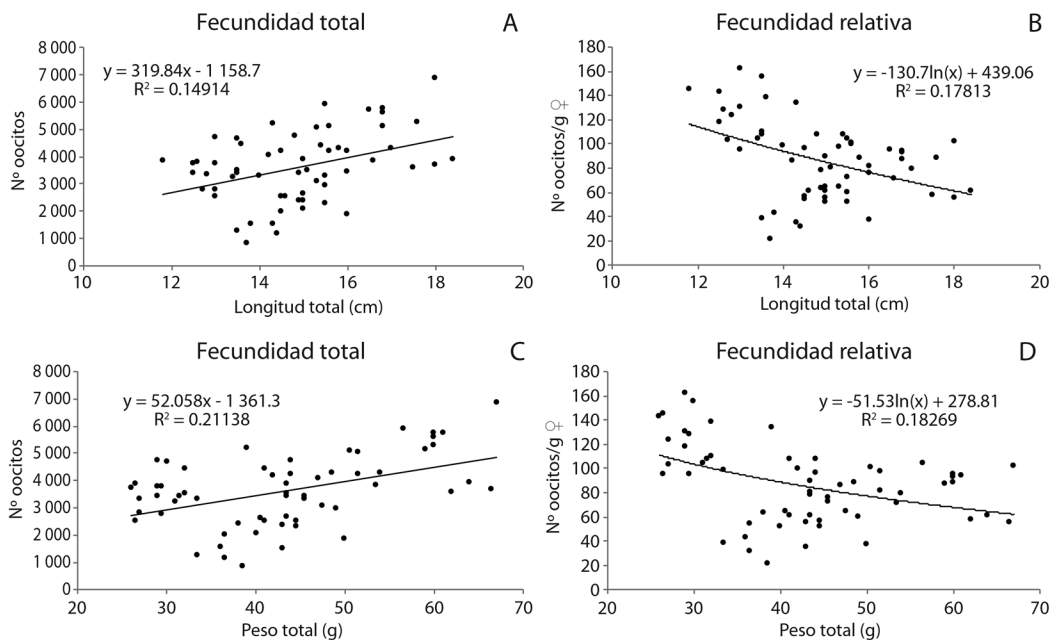 Fecundidad total A
y = 319.84x - 1 158.7
R² = 0.14914
Nº oocitos
8 000
7 000
6 000
5 000
4 000
3 000
2 000
1 000
0
10 12 14 16 18 20
Longitud total (cm)
Fecundidad relativa B
y = -130.7ln(x) + 439.06
R² = 0.17813
Nº oocitos/g ♀
180
160
140
120
100
80
60
40
20
0
10 12 14 16 18 20
Longitud total (cm)
Fecundidad total C
y = 52.058x - 1 361.3
R² = 0.21138
Nº oocitos
8 000
7 000
6 000
5 000
4 000
3 000
2 000
1 000
0
20 30 40 50 60 70
Peso total (g)
Fecundidad relativa D
y = -51.53ln(x) + 278.81
R² = 0.18269
Nº oocitos/g ♀
180
160
140
120
100
80
60
40
20
0
20 30 40 50 60 70
Peso total (g)